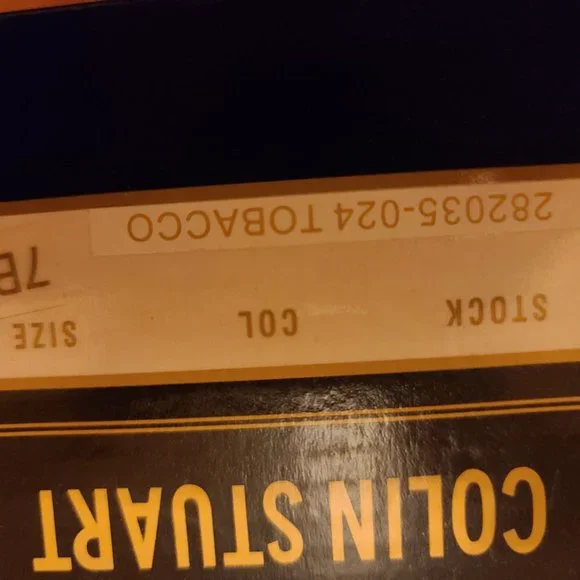 COLIN STUART
STOCK COL SIZE
282035-024 TOBACCO 7B